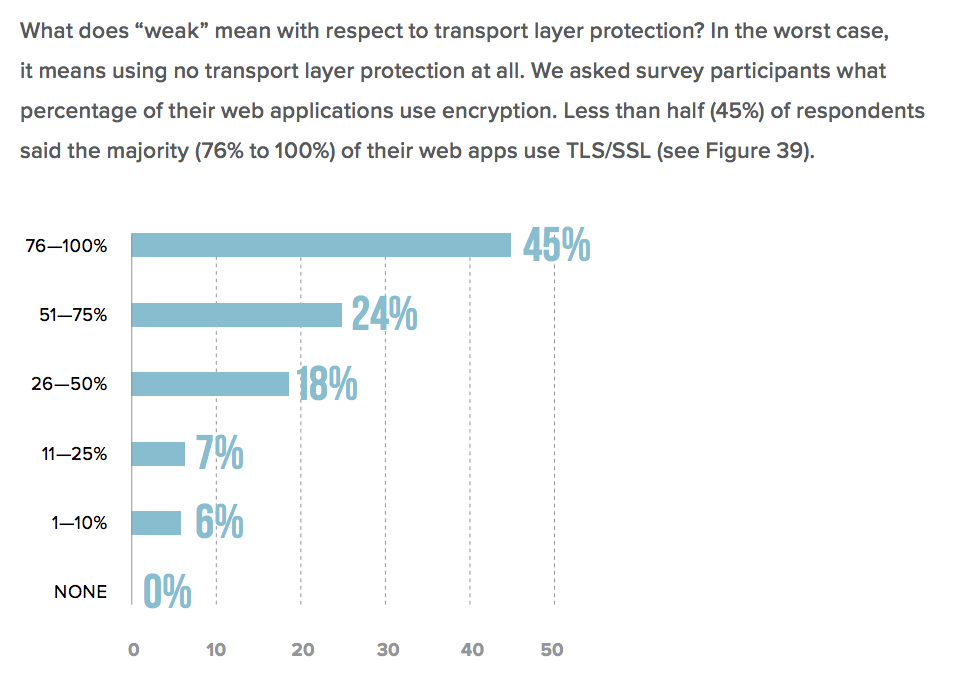 What does “weak” mean with respect to transport layer protection? In the worst case,
it means using no transport layer protection at all. We asked survey participants what
percentage of their web applications use encryption. Less than half (45%) of respondents
said the majority (76% to 100%) of their web apps use TLS/SSL (see Figure 39).
76—100% 45%
51—75% 24%
26—50% 18%
11—25% 7%
1—10% 6%
NONE 0%
0 10 20 30 40 50